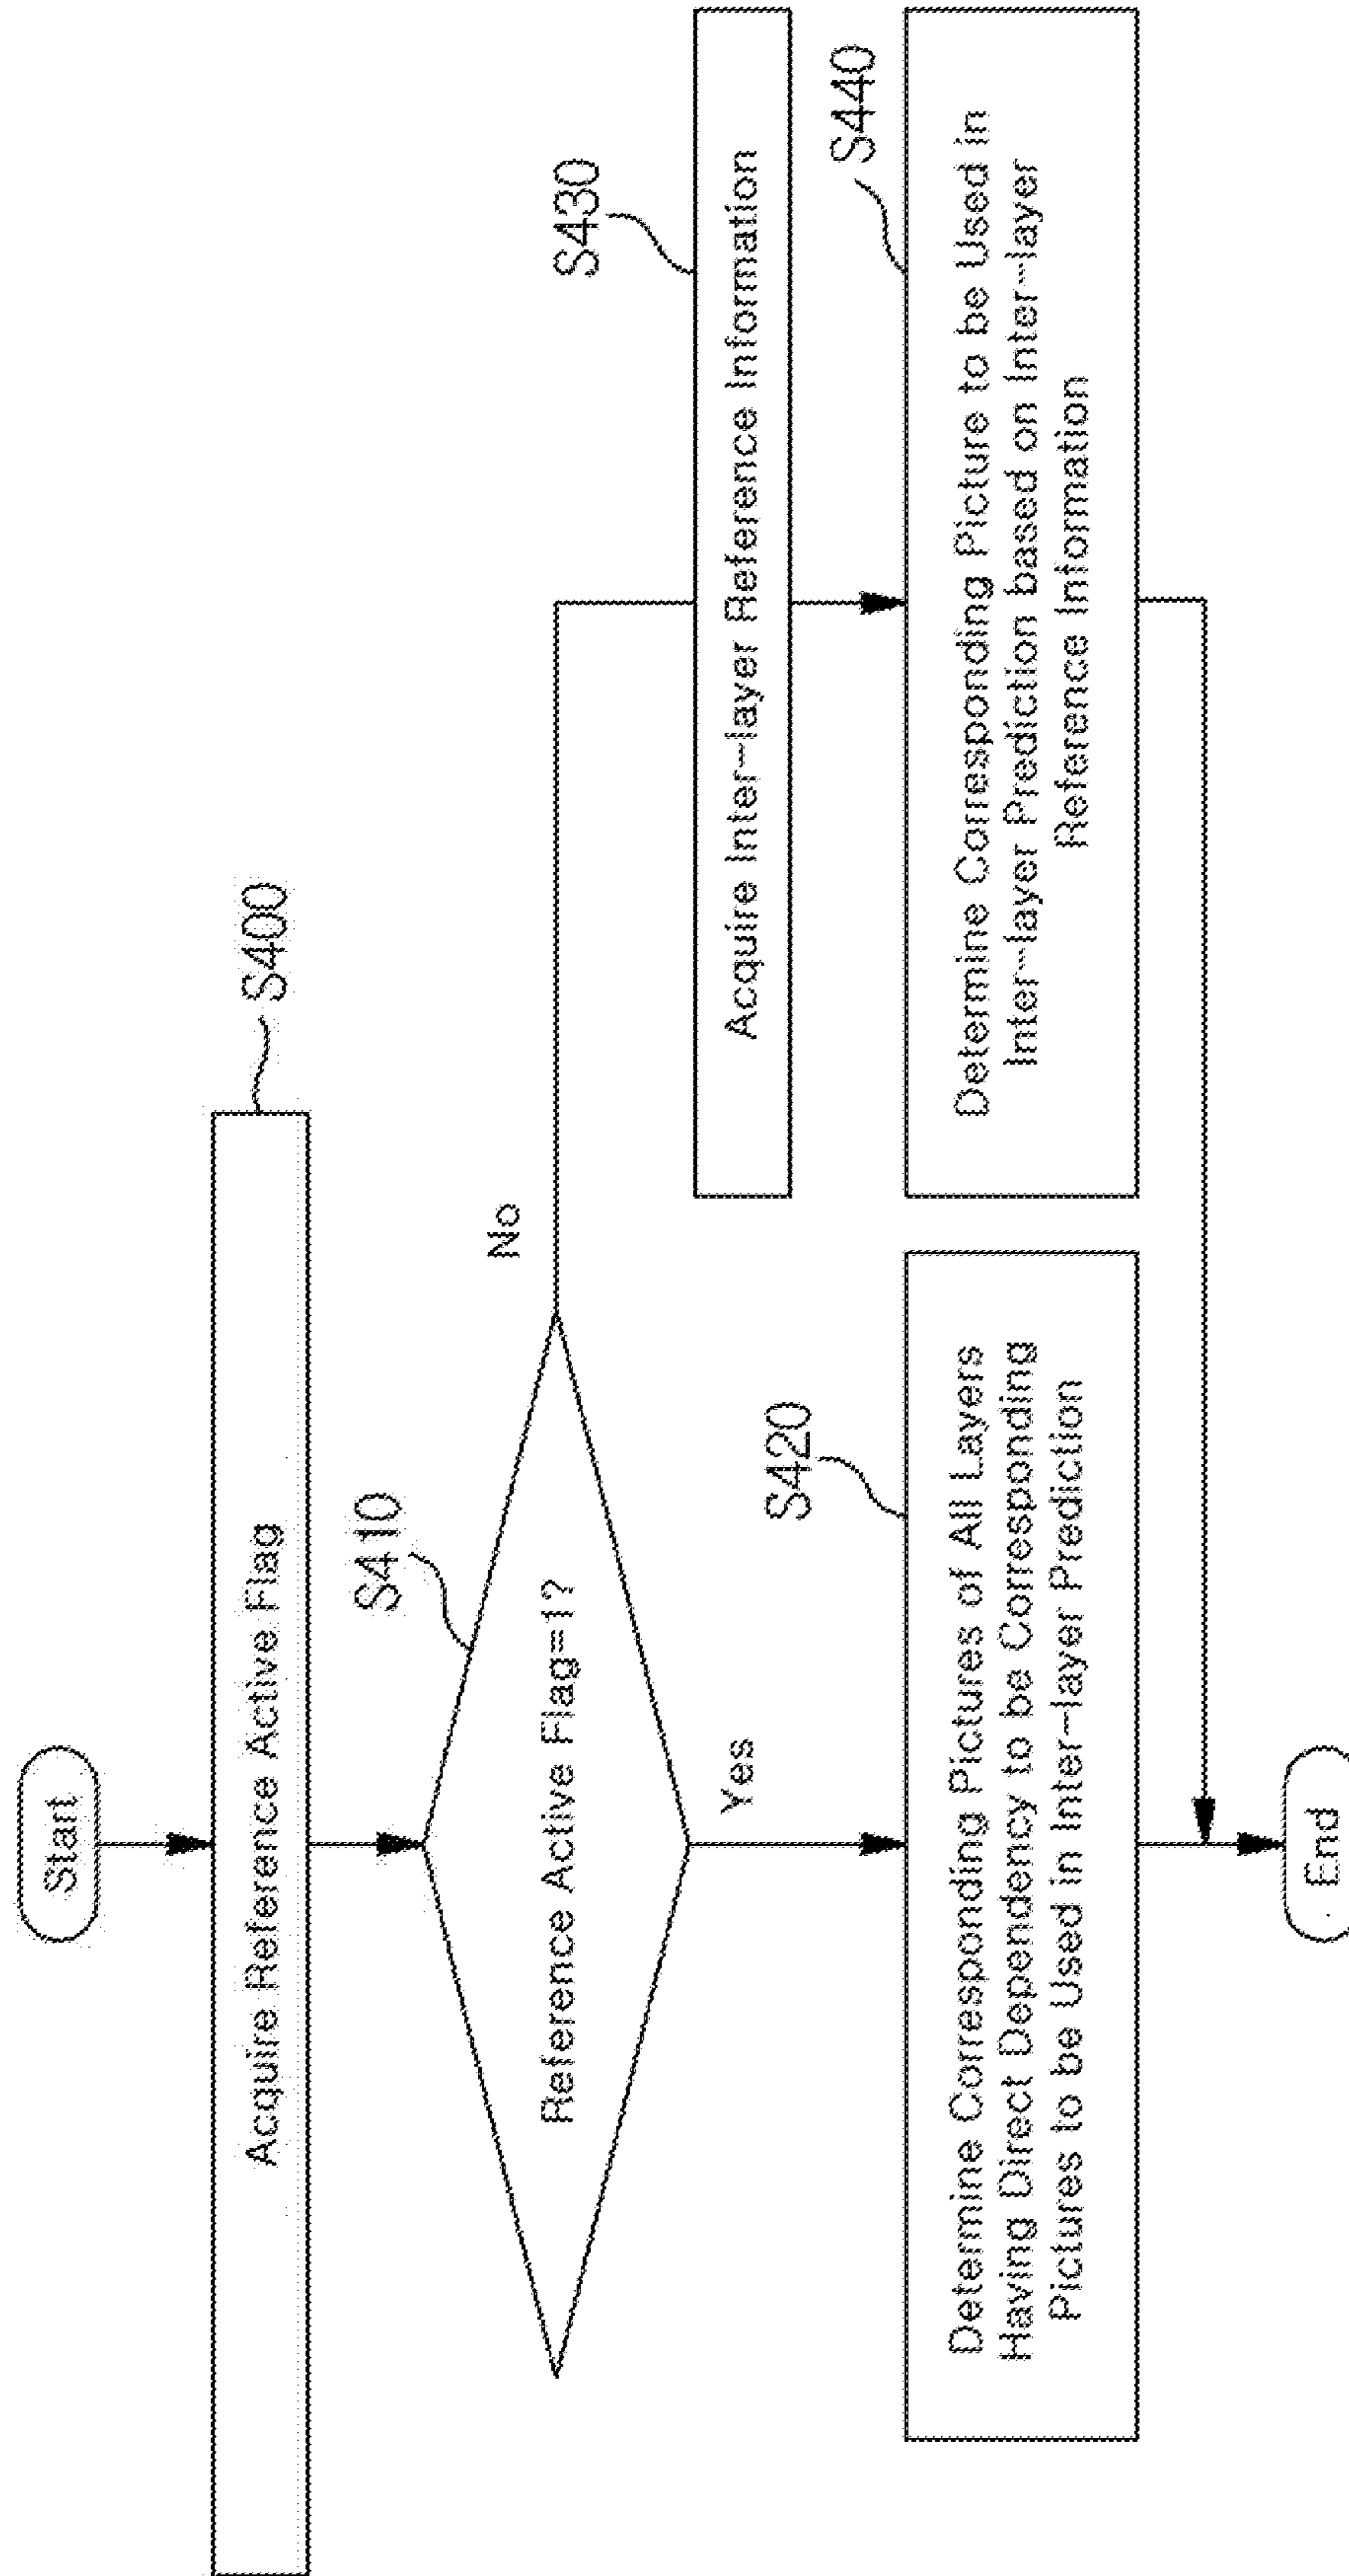 Start
Acquire Reference Active Flag
S400
S410
Reference Active Flag=1?
No
Yes
S420
Determine Corresponding Pictures of All Layers
Having Direct Dependency to be Corresponding
Pictures to be Used in Inter-layer Prediction
S430
Acquire Inter-layer Reference Information
S440
Determine Corresponding Picture to be Used in
Inter-layer Prediction based on Inter-layer
Reference Information
End